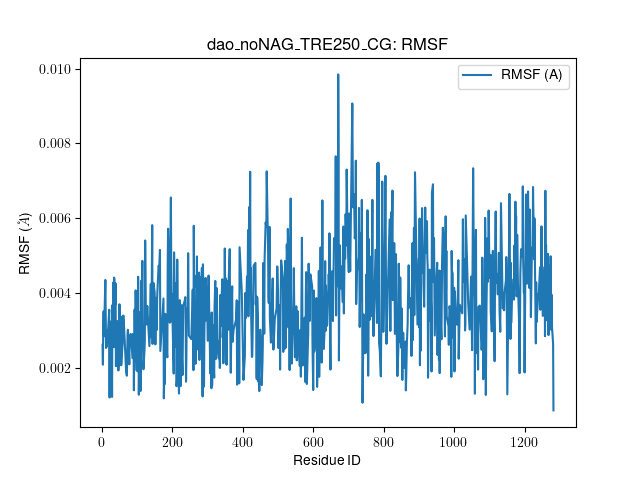 dao_noNAG_TRE250_CG: RMSF
RMSF (A)
0.010
0.008
0.006
0.004
0.002
RMSF (Å)
0 200 400 600 800 1000 1200
Residue ID